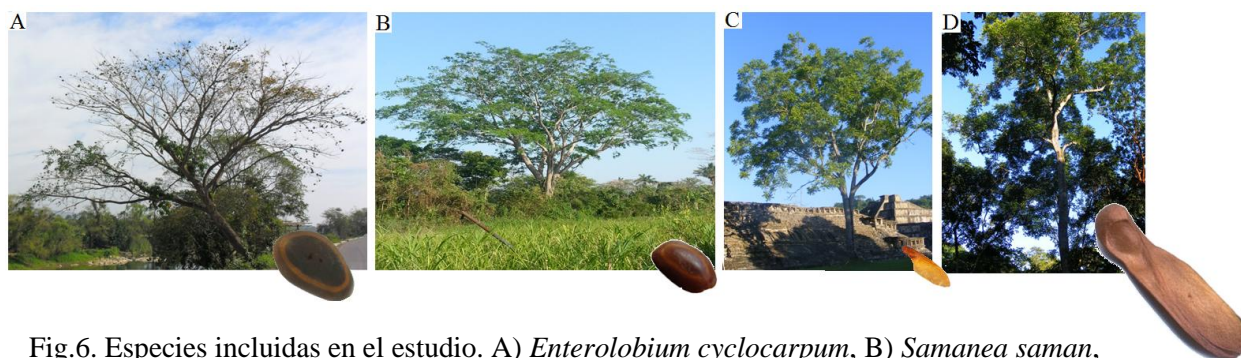 A
B
C
D
Fig.6. Especies incluidas en el estudio. A) Enterolobium cyclocarpum, B) Samanea saman,